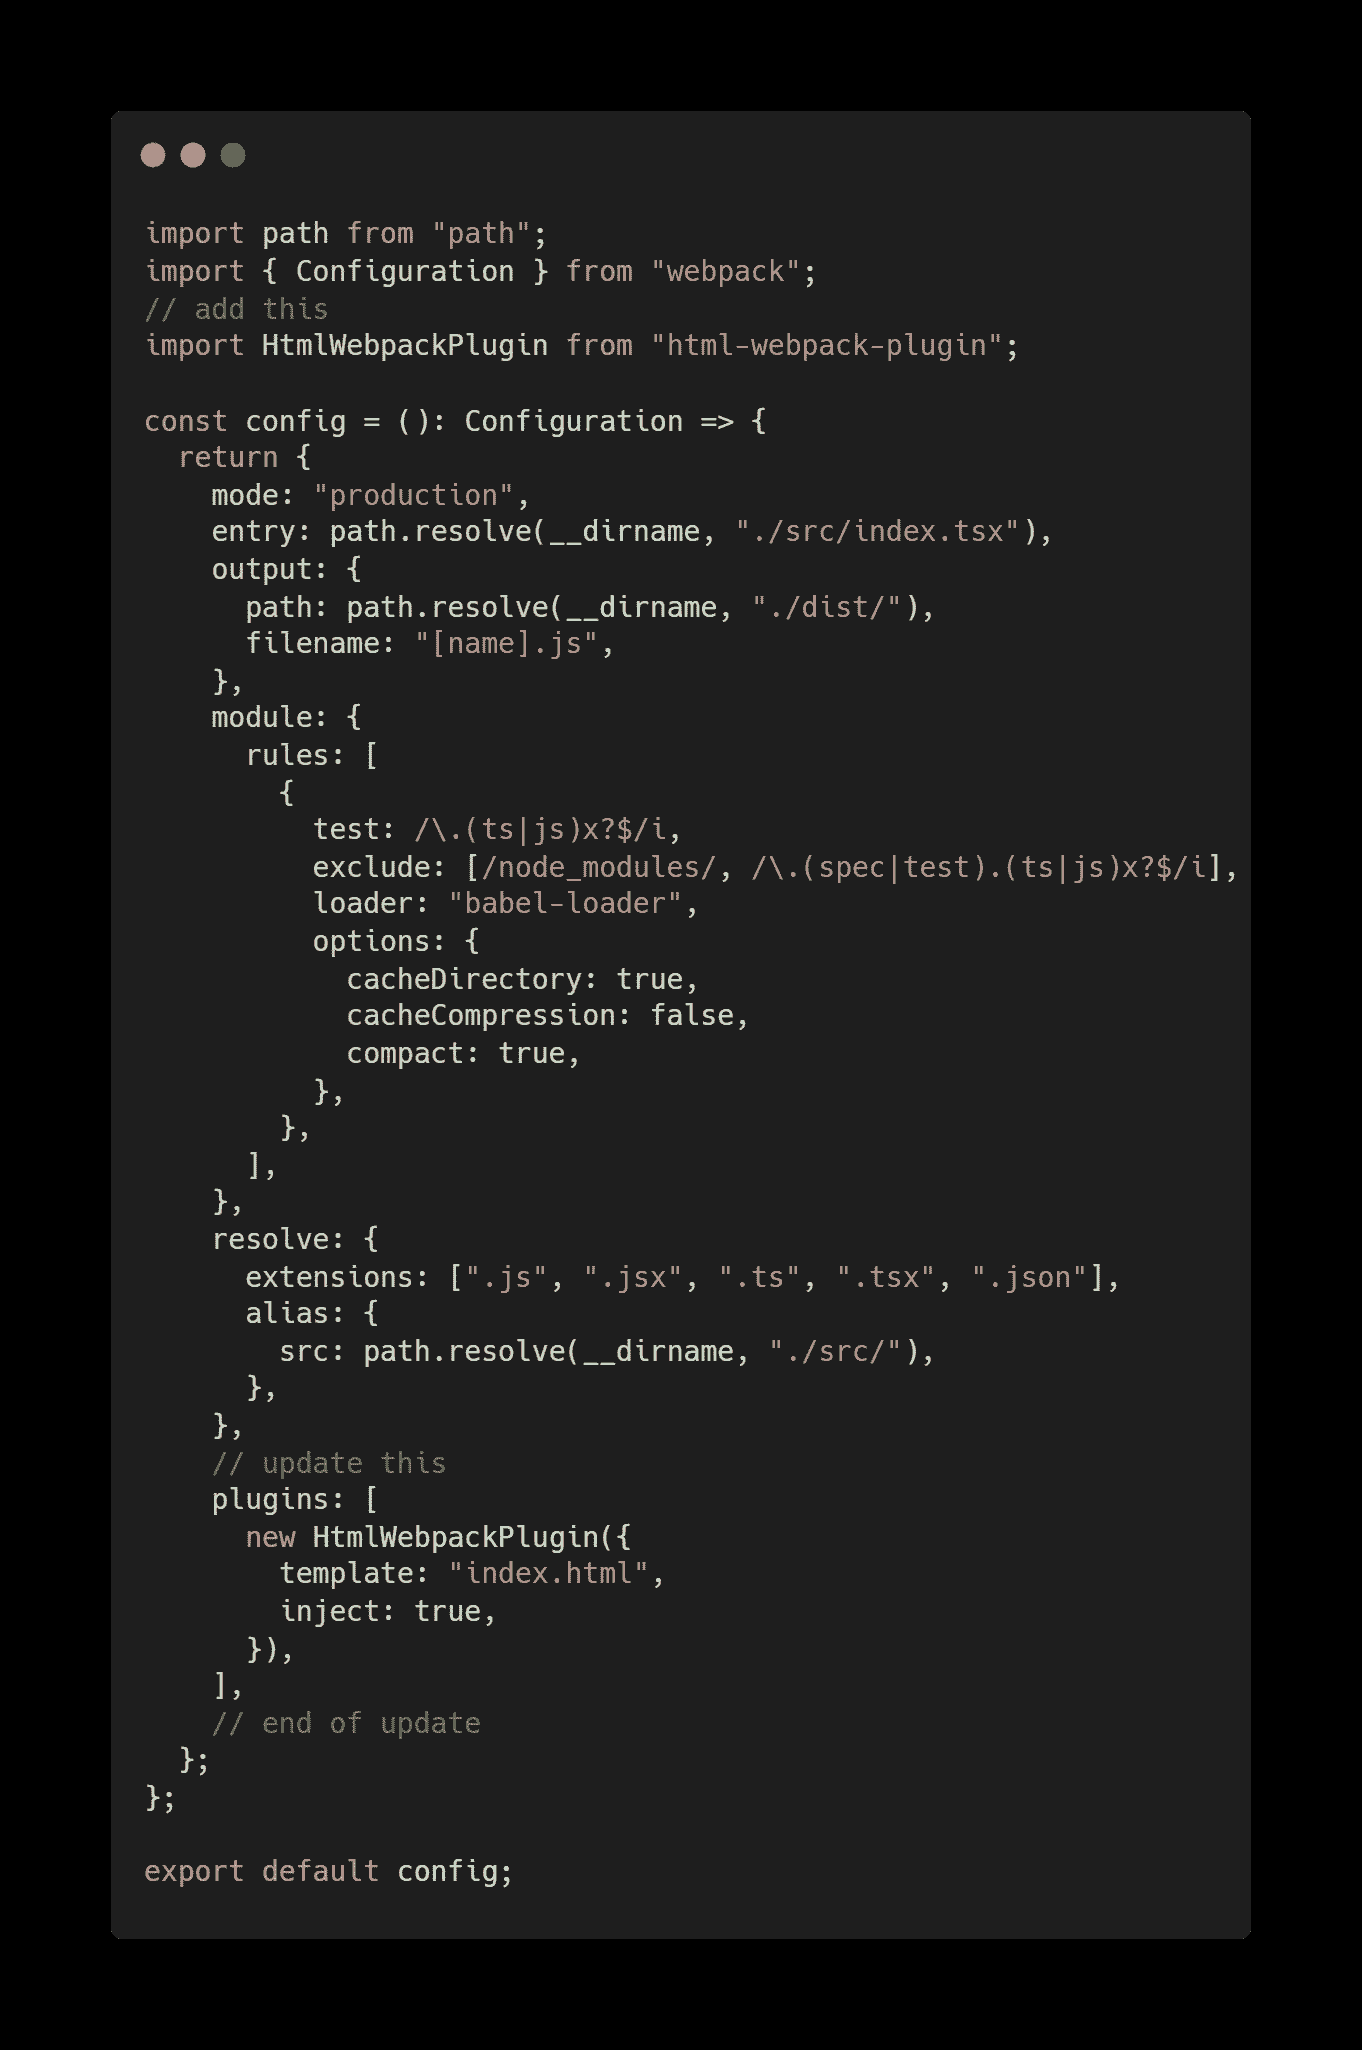 import path from "path";
import { Configuration } from "webpack";
// add this
import HtmlWebpackPlugin from "html-webpack-plugin";

const config = (): Configuration => {
  return {
    mode: "production",
    entry: path.resolve(__dirname, "./src/index.tsx"),
    output: {
      path: path.resolve(__dirname, "./dist/"),
      filename: "[name].js",
    },
    module: {
      rules: [
        {
          test: /\.(ts|js)x?$/i,
          exclude: [/node_modules/, /\.(spec|test).(ts|js)x?$/i],
          loader: "babel-loader",
          options: {
            cacheDirectory: true,
            cacheCompression: false,
            compact: true,
          },
        },
      ],
    },
    resolve: {
      extensions: [".js", ".jsx", ".ts", ".tsx", ".json"],
      alias: {
        src: path.resolve(__dirname, "./src/"),
      },
    },
    // update this
    plugins: [
      new HtmlWebpackPlugin({
        template: "index.html",
        inject: true,
      }),
    ],
    // end of update
  };
};

export default config;